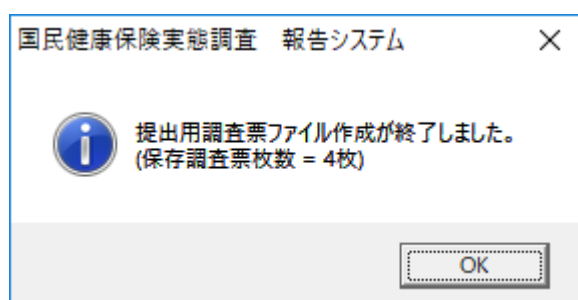 国民健康保険実態調査　報告システム
提出用調査票ファイル作成が終了しました。
(保存調査票枚数 = 4枚)
OK